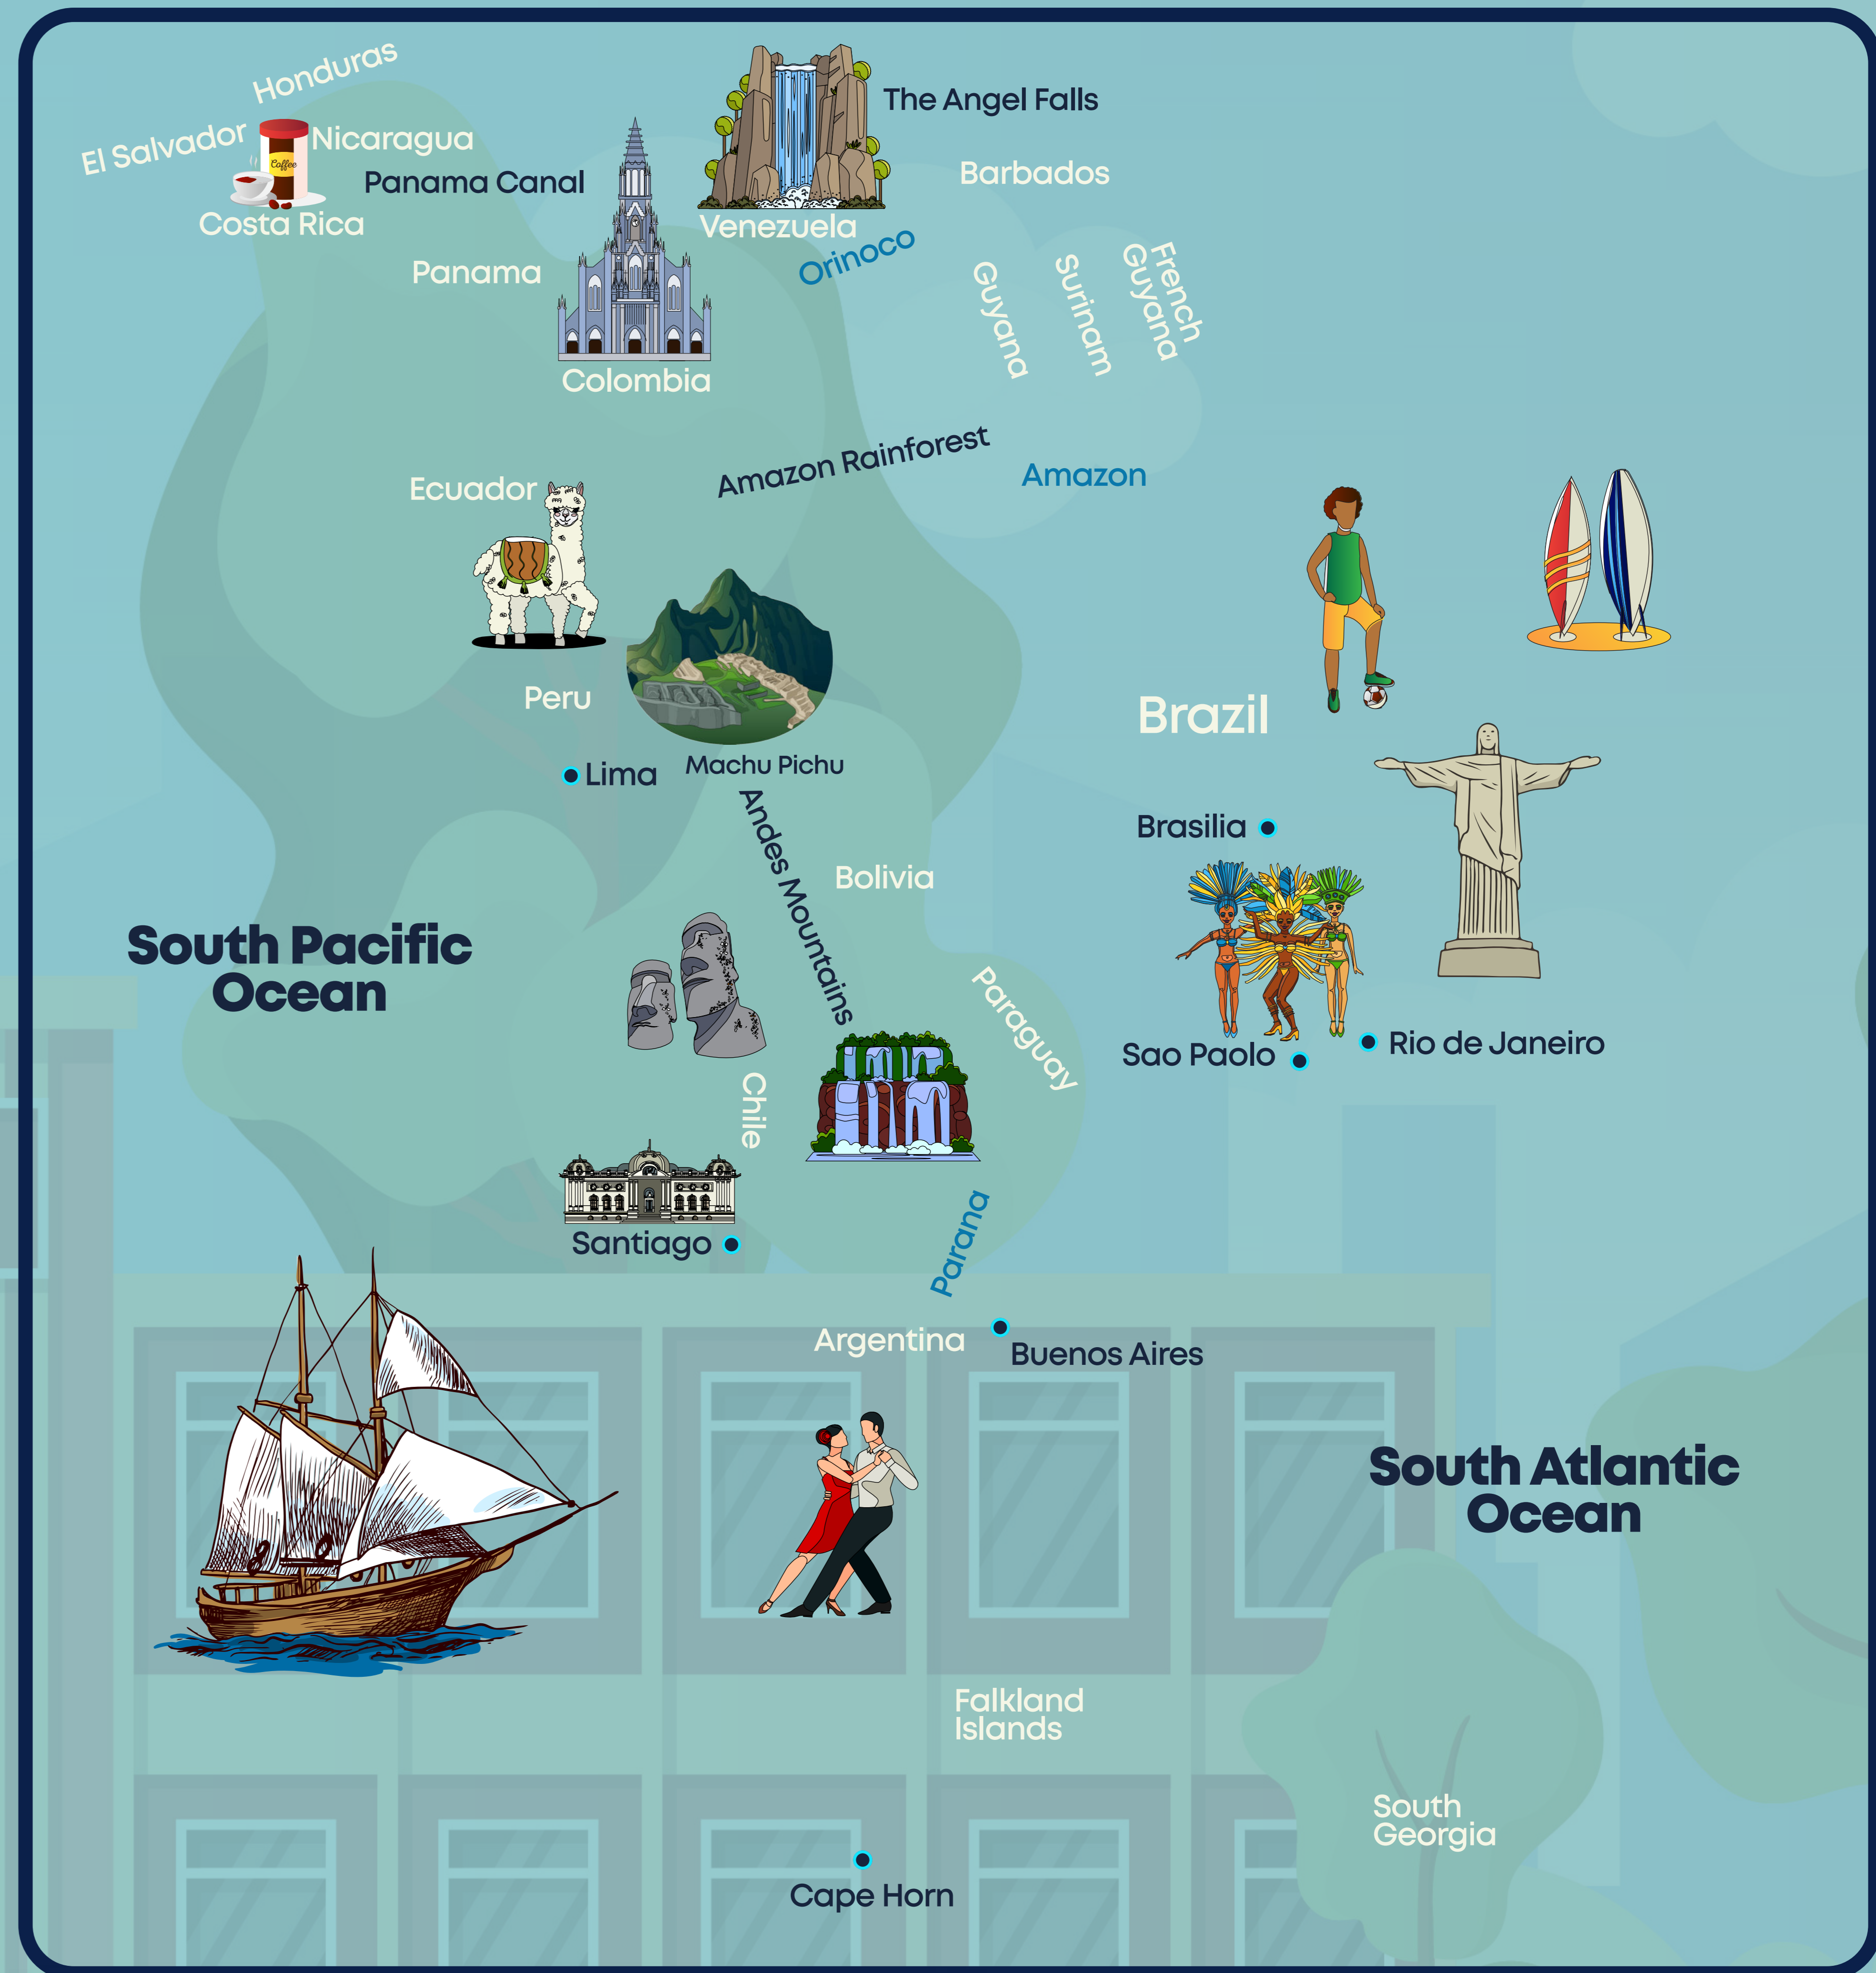 Honduras
The Angel Falls
El Salvador
Nicaragua
Coffee
Panama Canal
Barbados
Costa Rica
Venezuela
Orinoco
Panama
Guyana
Surinam
French
Guyana
Colombia
Amazon Rainforest
Amazon
Ecuador
Peru
Brazil
Lima
Machu Pichu
Brasilia
Andes Mountains
Bolivia
South Pacific
Ocean
Paraguay
Sao Paolo
Rio de Janeiro
Chile
Santiago
Parana
Argentina
Buenos Aires
South Atlantic
Ocean
Falkland
Islands
South
Georgia
Cape Horn